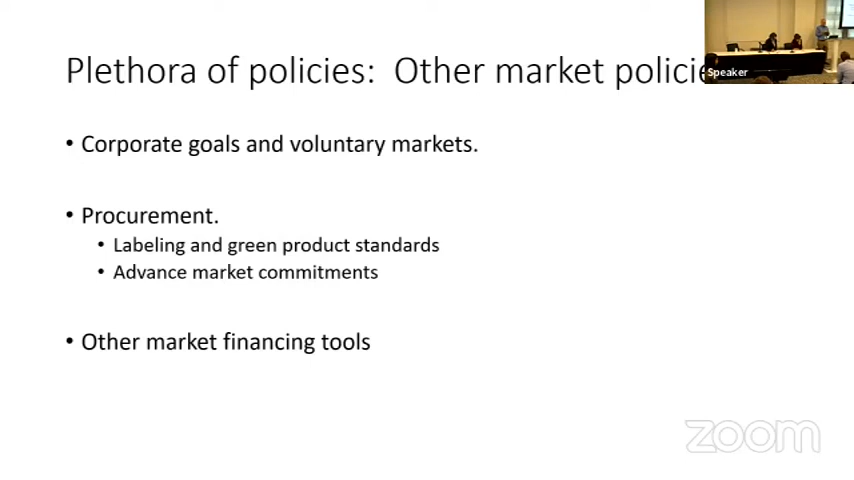 Plethora of policies:  Other market policie
Speaker
• Corporate goals and voluntary markets.
• Procurement.
• Labeling and green product standards
• Advance market commitments
• Other market financing tools
zoom